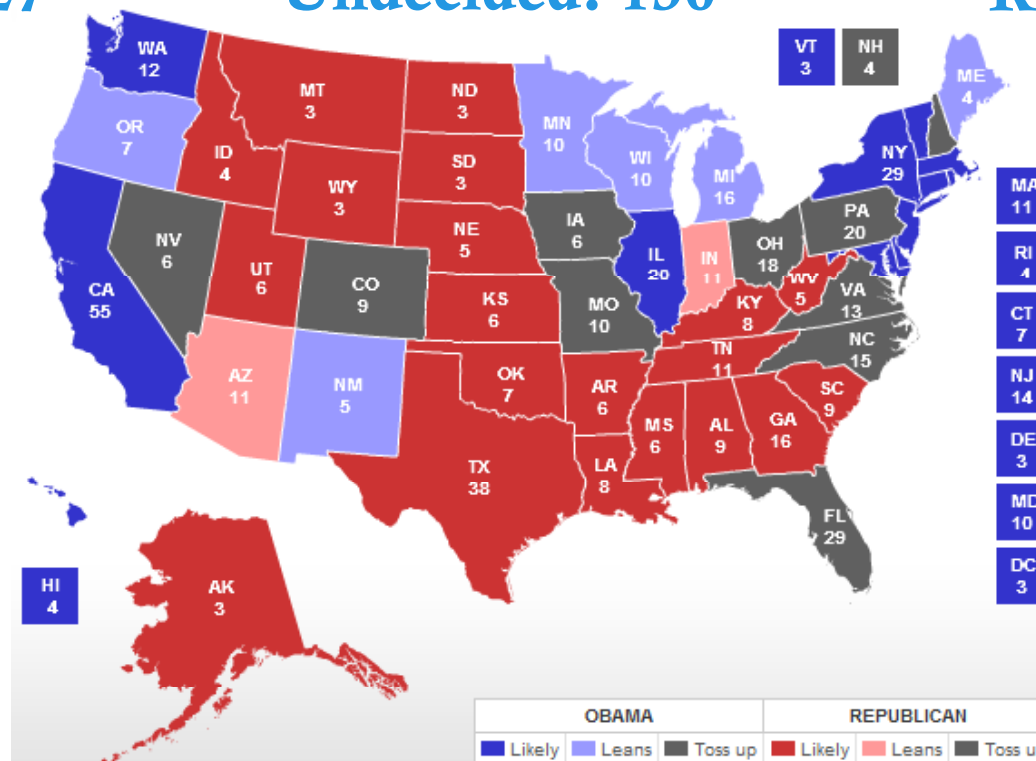 27 Undecided: 130 R
WA
12
VT
3
NH
4
MT
3
ND
3
ME
4
OR
7
MN
10
ID
4
SD
3
WI
10
MI
16
NY
29
WY
3
MA
11
IA
6
PA
20
NE
5
NV
6
OH
18
IL
20
IN
11
RI
4
UT
6
CO
9
WV
5
VA
13
CA
55
KS
6
MO
10
KY
8
CT
7
NC
15
TN
11
AZ
11
NM
5
OK
7
AR
6
SC
9
NJ
14
MS
6
AL
9
GA
16
DE
3
TX
38
LA
8
MD
10
FL
29
DC
3
HI
4
AK
3
OBAMA REPUBLICAN
Likely Leans Toss up Likely Leans Toss u